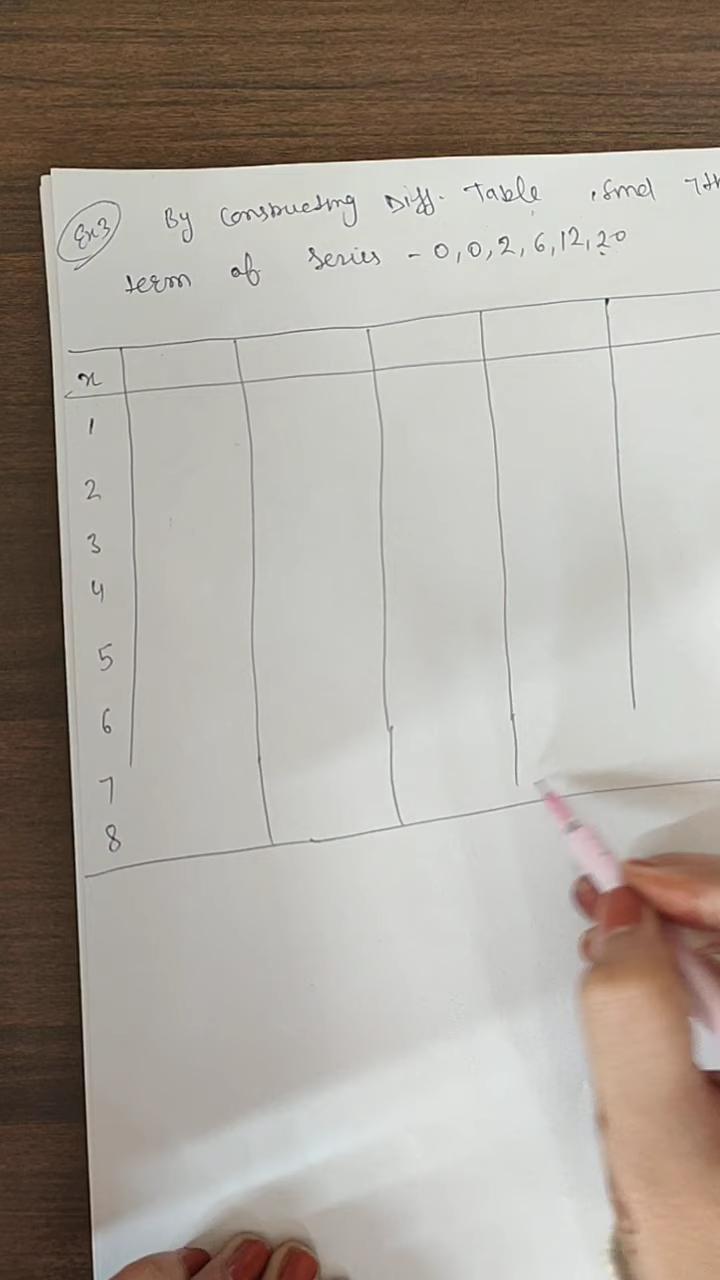 Ex3 By Constructing Diff. Table , find 7th
term of series - 0, 0, 2, 6, 12, 20
x
1
2
3
4
5
6
7
8